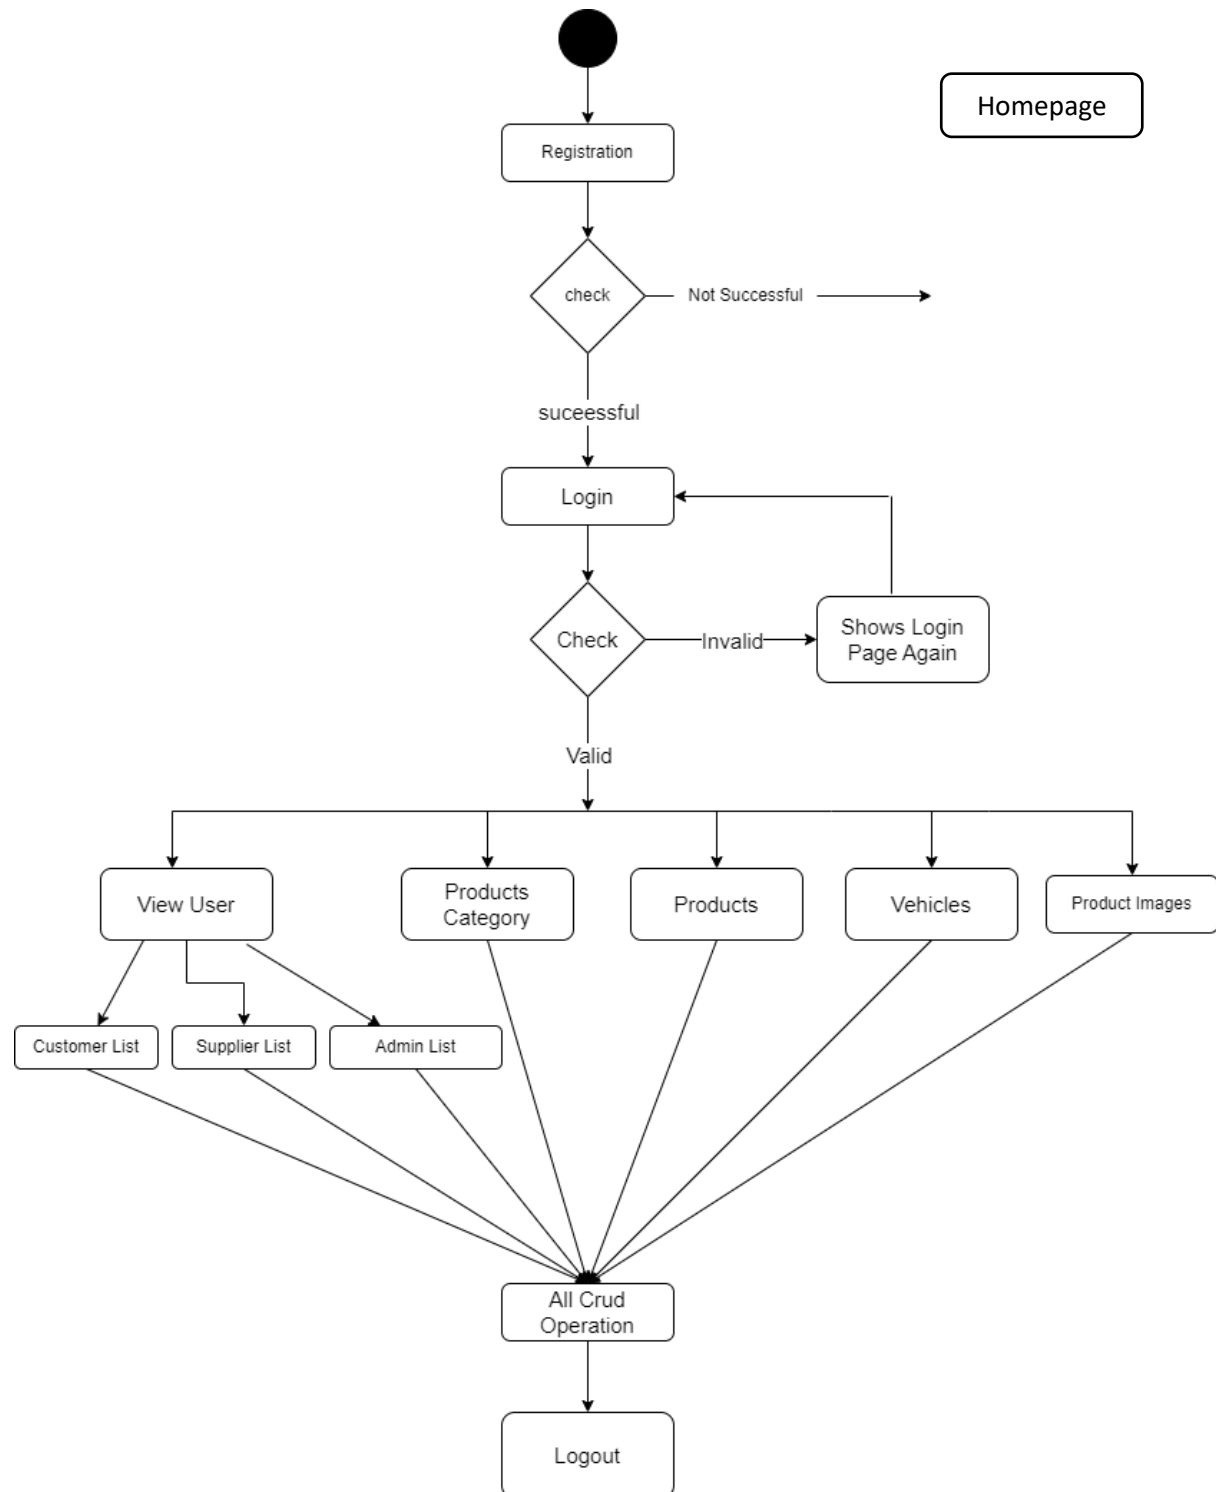 Homepage
Registration
check
Not Successful
suceessful
Login
Check
Invalid
Shows Login
Page Again
Valid
View User
Products
Category
Products
Vehicles
Product Images
Customer List
Supplier List
Admin List
All Crud
Operation
Logout